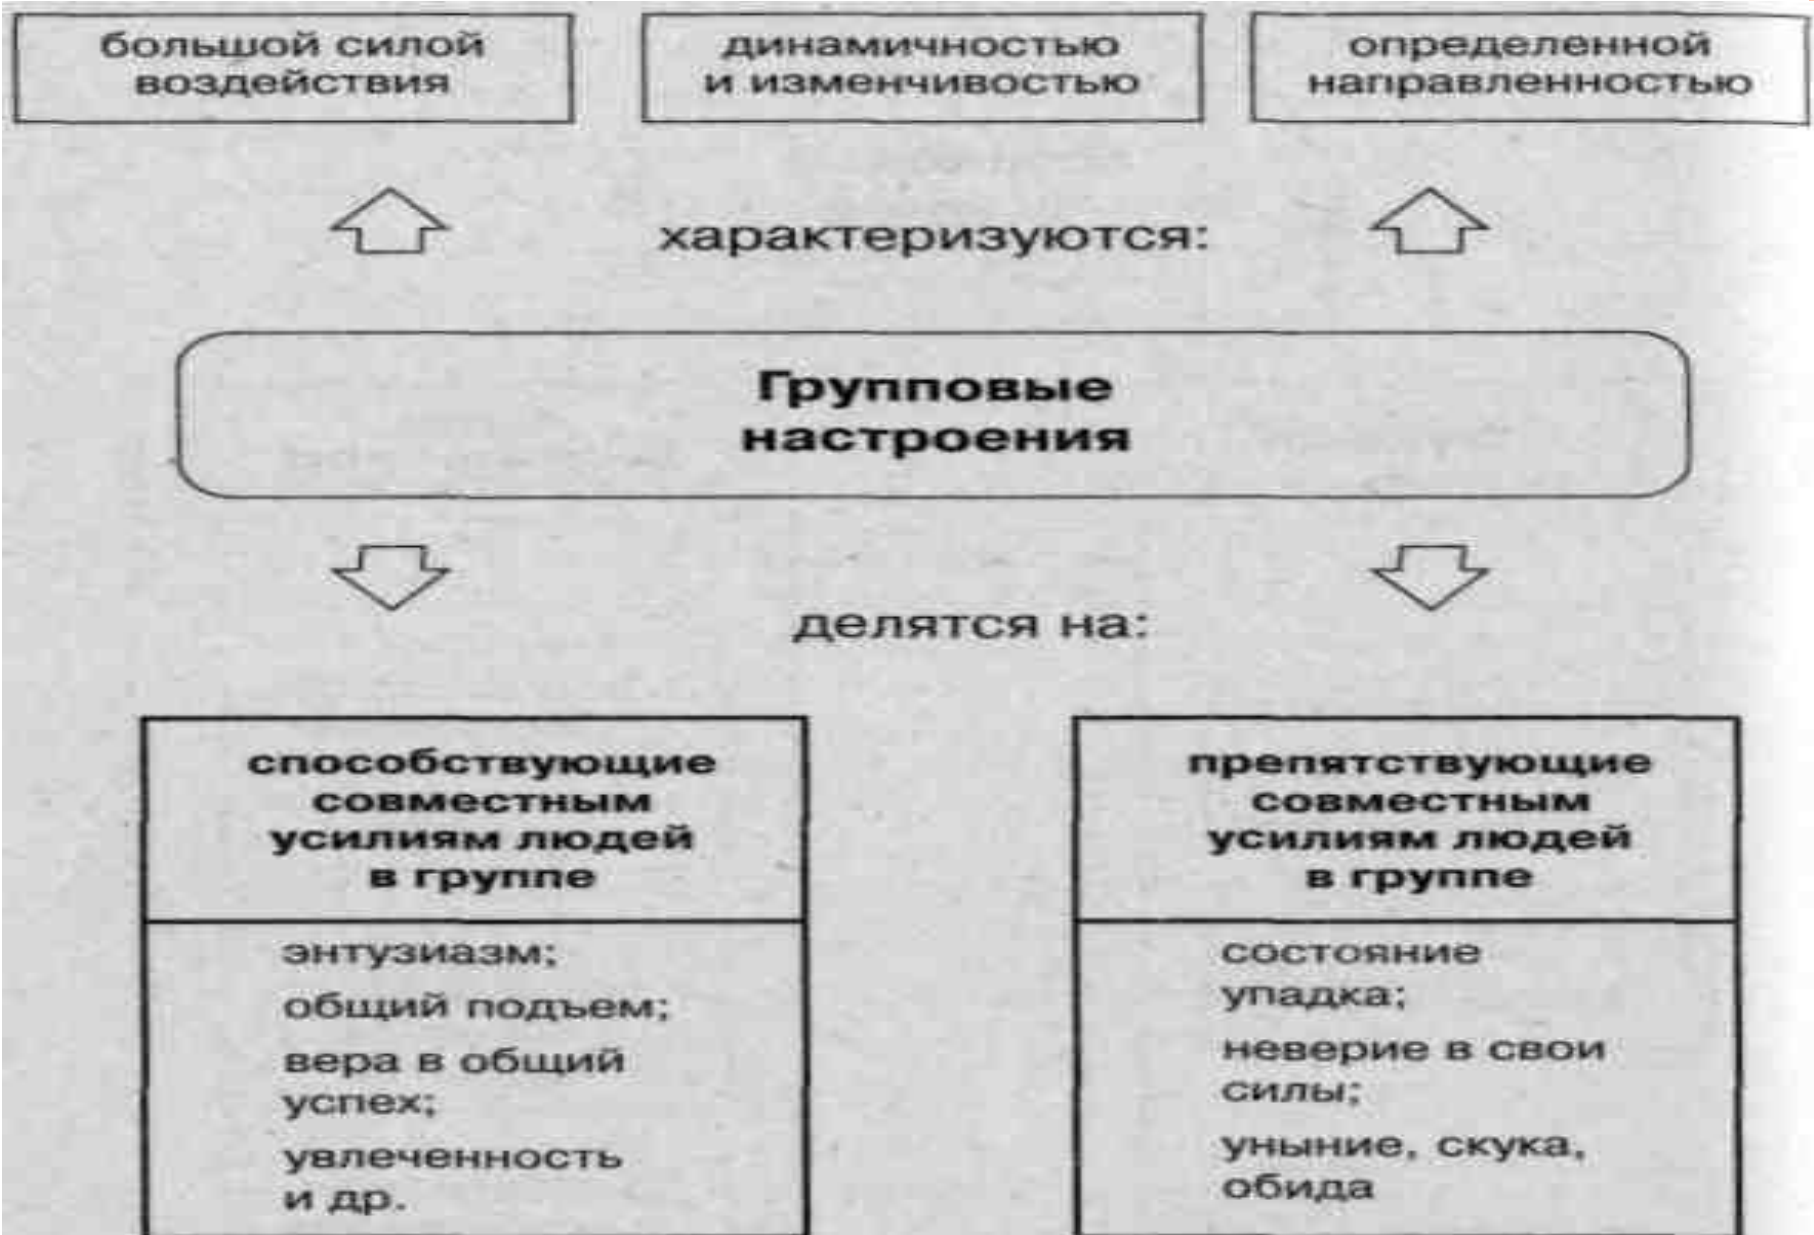 большой силой
воздействия
динамичностью
и изменчивостью
определенной
направленностью
характеризуются:
Групповые
настроения
делятся на:
способствующие
совместным
усилиям людей
в группе
энтузиазм;
общий подъем;
вера в общий
успех;
увлеченность
и др.
препятствующие
совместным
усилиям людей
в группе
состояние
упадка;
неверие в свои
силы;
уныние, скука,
обида